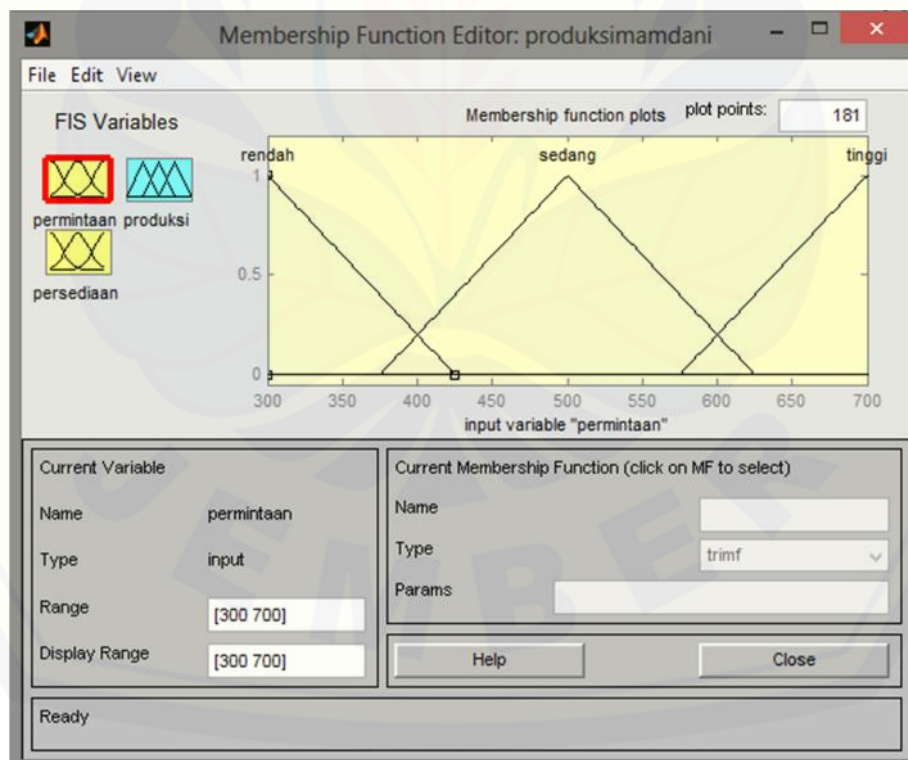 Membership Function Editor: produksimamdani
File Edit View
FIS Variables
permintaan produksi
persediaan
Membership function plots plot points: 181
rendah sedang tinggi
1
0.5
0
300 350 400 450 500 550 600 650 700
input variable "permintaan"
Current Variable
Name permintaan
Type input
Range [300 700]
Display Range [300 700]
Current Membership Function (click on MF to select)
Name
Type trimf
Params
Help Close
Ready
JEMBER